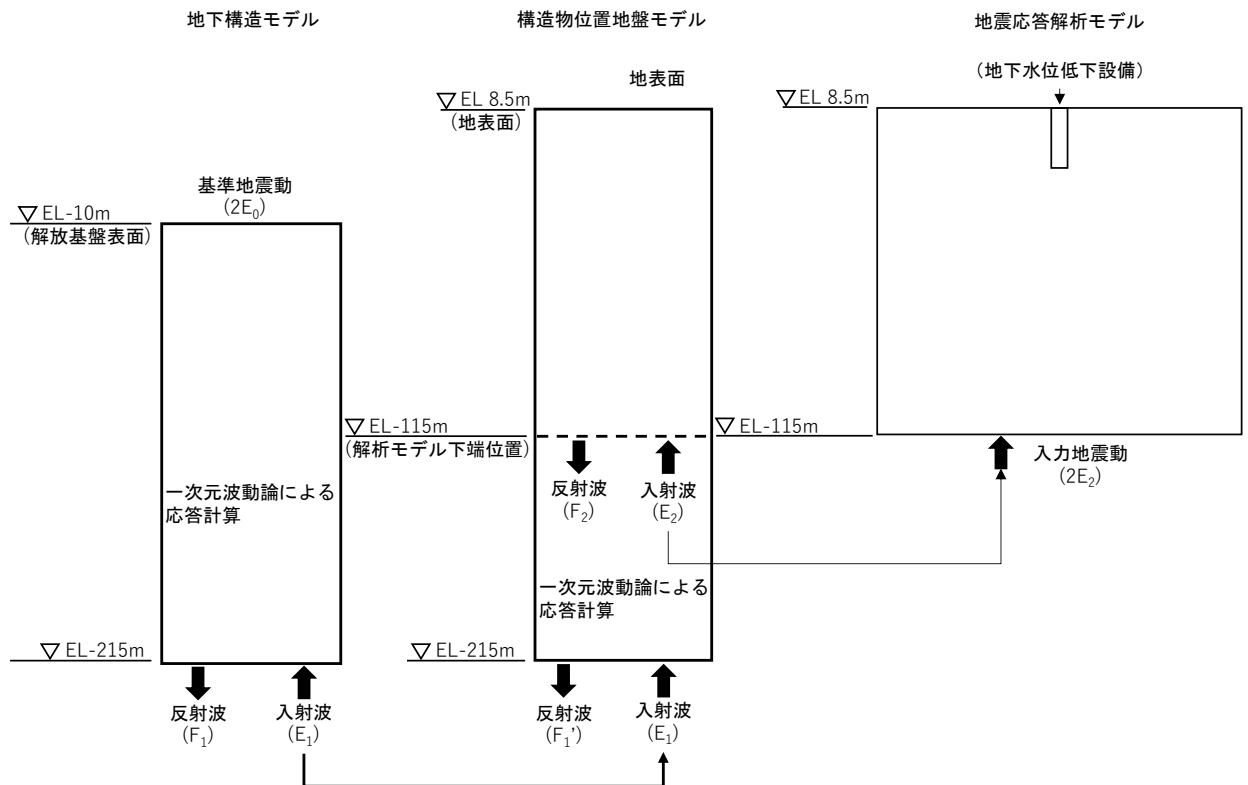 地下構造モデル
基準地震動
(2E₀)
▽ EL-10m
(解放基盤表面)
一次元波動論による
応答計算
▽ EL-215m
反射波
(F₁)
入射波
(E₁)
構造物位置地盤モデル
地表面
▽ EL 8.5m
(地表面)
▽ EL-115m
(解析モデル下端位置)
反射波
(F₂)
入射波
(E₂)
一次元波動論による
応答計算
▽ EL-215m
反射波
(F₁’)
入射波
(E₁)
地震応答解析モデル
(地下水位低下設備)
▽ EL 8.5m
▽ EL-115m
入力地震動
(2E₂)